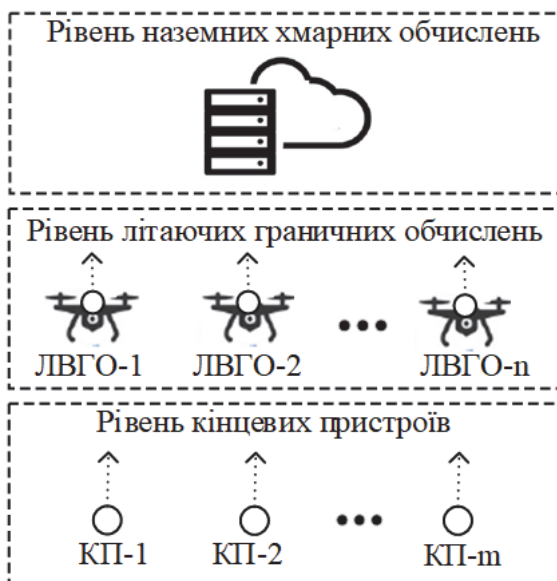 Рівень наземних хмарних обчислень
Рівень літаючих граничних обчислень
ЛВГО-1 ЛВГО-2 ЛВГО-n
Рівень кінцевих пристроїв
КП-1 КП-2 КП-m